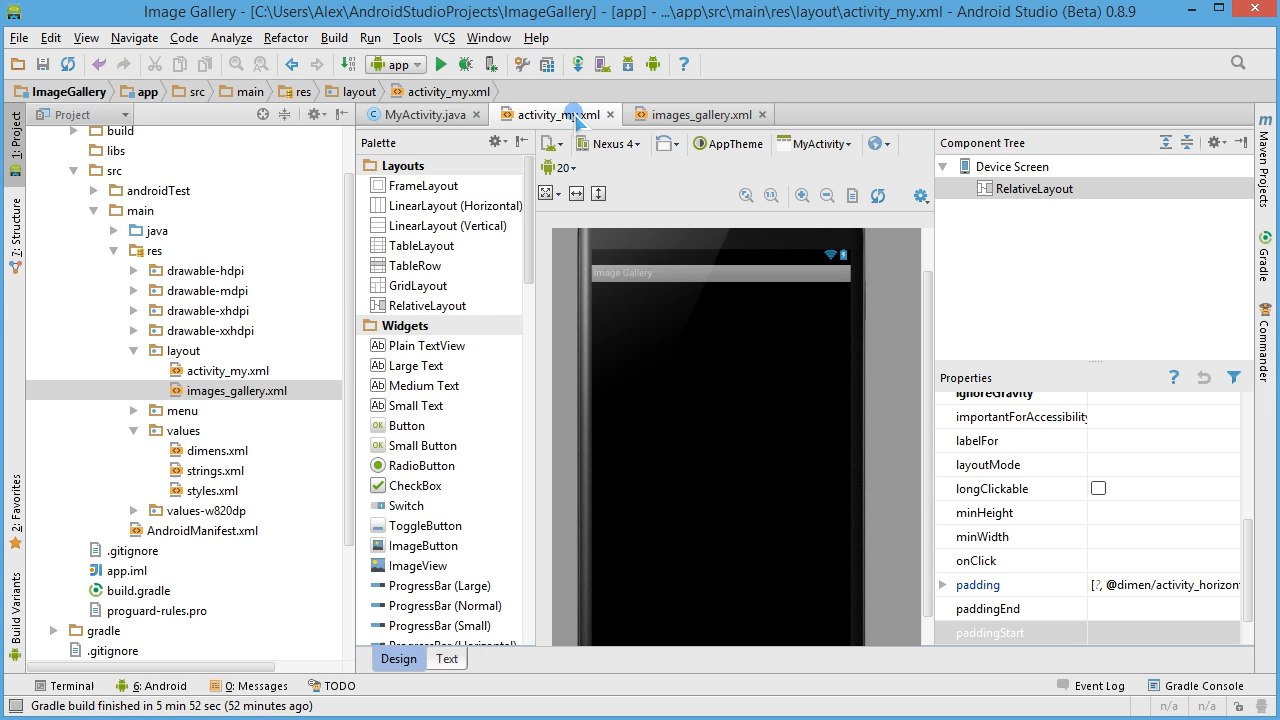 Image Gallery - [C:\Users\Alex\AndroidStudioProjects\ImageGallery] - [app] - ...\app\src\main\res\layout\activity_my.xml - Android Studio (Beta) 0.8.9
File Edit View Navigate Code Analyze Refactor Build Run Tools VCS Window Help
app
ImageGallery app src main res layout activity_my.xml
Project MyActivity.java activity_my.xml images_gallery.xml
1: Project
7: Structure
2: Favorites
Build Variants
build
libs
src
androidTest
main
java
res
drawable-hdpi
drawable-mdpi
drawable-xhdpi
drawable-xxhdpi
layout
activity_my.xml
images_gallery.xml
menu
values
dimens.xml
strings.xml
styles.xml
values-w820dp
AndroidManifest.xml
.gitignore
app.iml
build.gradle
proguard-rules.pro
gradle
.gitignore
Palette
Layouts
FrameLayout
LinearLayout (Horizontal)
LinearLayout (Vertical)
TableLayout
TableRow
GridLayout
RelativeLayout
Widgets
Ab Plain TextView
Ab Large Text
Ab Medium Text
Ab Small Text
OK Button
OK Small Button
RadioButton
CheckBox
Switch
ToggleButton
ImageButton
ImageView
ProgressBar (Large)
ProgressBar (Normal)
ProgressBar (Small)
Design Text
Nexus 4 AppTheme MyActivity
20
Image Gallery
Component Tree
Device Screen
RelativeLayout
Properties
ignoreGravity
importantForAccessibility
labelFor
layoutMode
longClickable
minHeight
minWidth
onClick
padding [?, @dimen/activity_horizon
paddingEnd
paddingStart
Maven Projects
Gradle
Commander
Terminal 6: Android 0: Messages TODO Event Log Gradle Console
Gradle build finished in 5 min 52 sec (52 minutes ago) n/a n/a